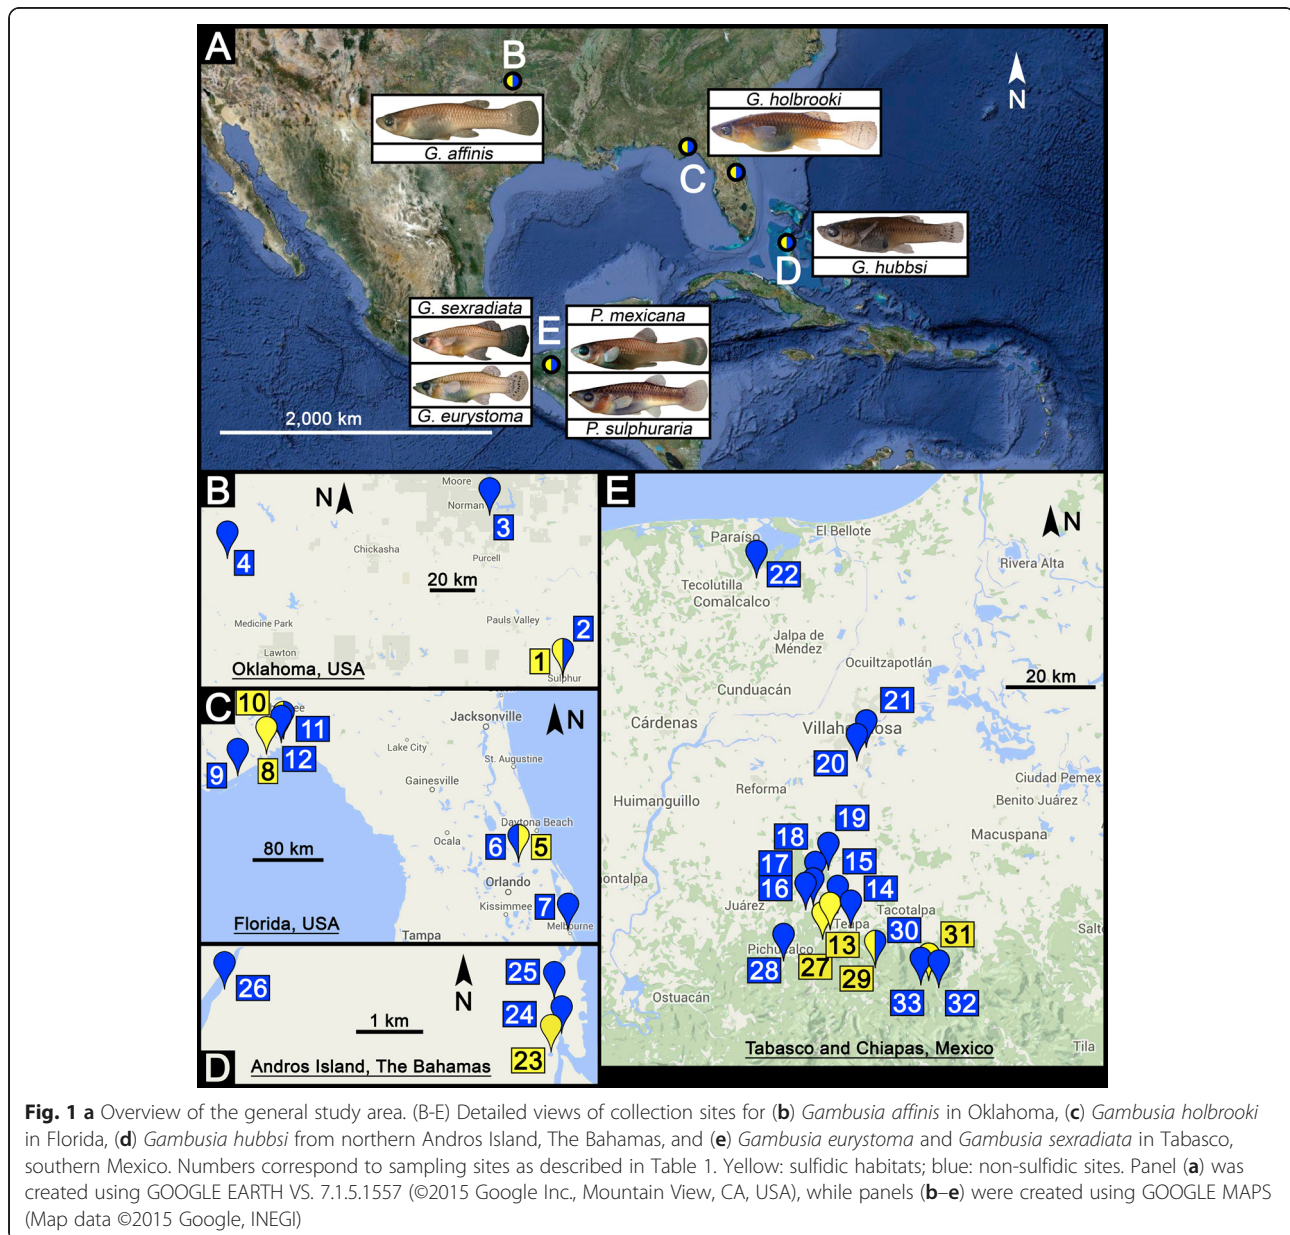 A
B
N
G. holbrooki
G. affinis
C
G. hubbsi
D
G. sexradiata
P. mexicana
E
G. eurystoma
P. sulphuraria
2,000 km
B
N
Moore
Norman
3
4
Chickasha
Purcell
20 km
Medicine Park
Pauls Valley
2
Lawton
1
Sulphur
Oklahoma, USA
C
10
Jacksonville
N
11
Lake City
12
St. Augustine
9
8
Gainesville
Daytona Beach
6
5
Ocala
80 km
Orlando
Kissimmee
7
Melbourne
Florida, USA
Tampa
26
N
25
24
1 km
23
D
Andros Island, The Bahamas
E
N
Paraiso
El Bellote
Rivera Alta
22
Tecolutilla
Comalcalco
Jalpa de
Méndez
Ocuiltzapotlán
20 km
Cunduacán
21
Cárdenas
20
Ciudad Pemex
Reforma
Benito Juárez
Huimanguillo
19
Macuspana
18
17
15
16
14
Juárez
Tacotalpa
Teapa
30
31
13
28
27
29
33
32
Ostuacán
Tila
Tabasco and Chiapas, Mexico
Fig. 1 a Overview of the general study area. (B-E) Detailed views of collection sites for (b) Gambusia affinis in Oklahoma, (c) Gambusia holbrooki
in Florida, (d) Gambusia hubbsi from northern Andros Island, The Bahamas, and (e) Gambusia eurystoma and Gambusia sexradiata in Tabasco,
southern Mexico. Numbers correspond to sampling sites as described in Table 1. Yellow: sulfidic habitats; blue: non-sulfidic sites. Panel (a) was
created using GOOGLE EARTH VS. 7.1.5.1557 (©2015 Google Inc., Mountain View, CA, USA), while panels (b–e) were created using GOOGLE MAPS
(Map data ©2015 Google, INEGI)